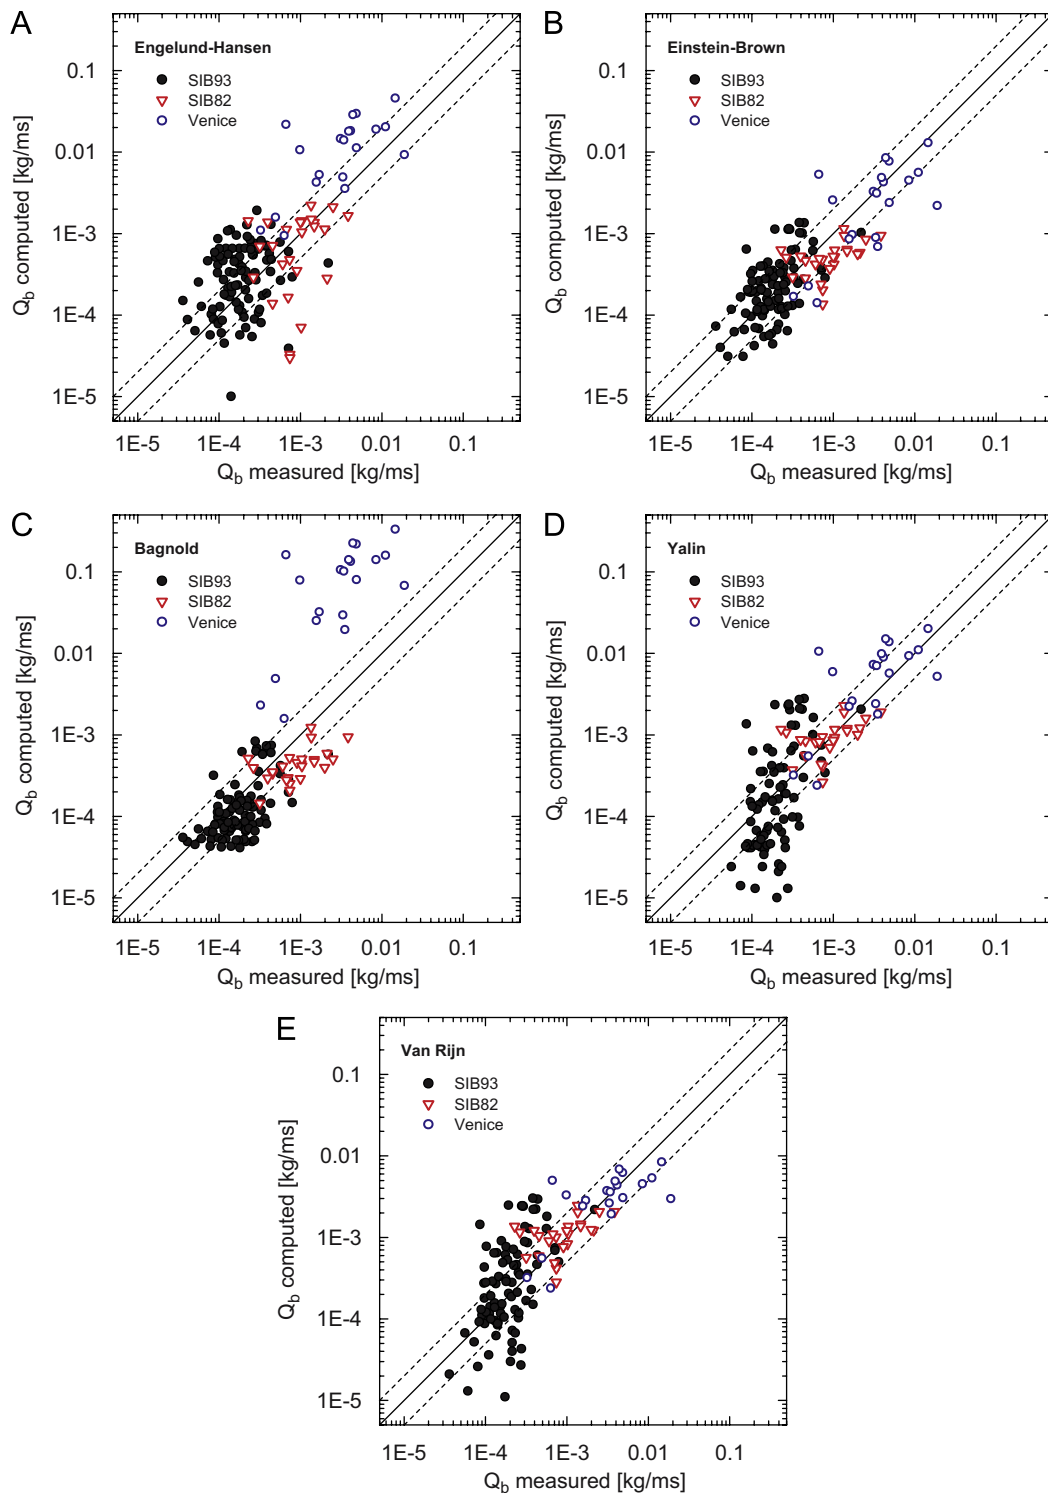 A
Engelund-Hansen
SIB93
SIB82
Venice
0.1
0.01
1E-3
1E-4
1E-5
Qb computed [kg/ms]
1E-5 1E-4 1E-3 0.01 0.1
Qb measured [kg/ms]
B
Einstein-Brown
SIB93
SIB82
Venice
0.1
0.01
1E-3
1E-4
1E-5
Qb computed [kg/ms]
1E-5 1E-4 1E-3 0.01 0.1
Qb measured [kg/ms]
C
Bagnold
SIB93
SIB82
Venice
0.1
0.01
1E-3
1E-4
1E-5
Qb computed [kg/ms]
1E-5 1E-4 1E-3 0.01 0.1
Qb measured [kg/ms]
D
Yalin
SIB93
SIB82
Venice
0.1
0.01
1E-3
1E-4
1E-5
Qb computed [kg/ms]
1E-5 1E-4 1E-3 0.01 0.1
Qb measured [kg/ms]
E
Van Rijn
SIB93
SIB82
Venice
0.1
0.01
1E-3
1E-4
1E-5
Qb computed [kg/ms]
1E-5 1E-4 1E-3 0.01 0.1
Qb measured [kg/ms]